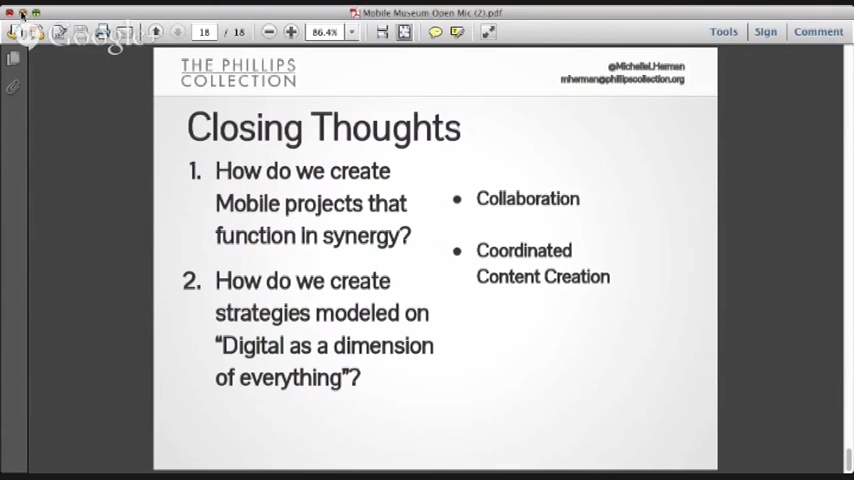 Mobile Museum Open Mic (2).pdf
Google+
18 / 18
86.4%
Tools Sign Comment
THE PHILLIPS
COLLECTION
@MichelleLHerman
mherman@phillipscollection.org
Closing Thoughts
1. How do we create
Mobile projects that
function in synergy?
2. How do we create
strategies modeled on
“Digital as a dimension
of everything”?
• Collaboration
• Coordinated
Content Creation